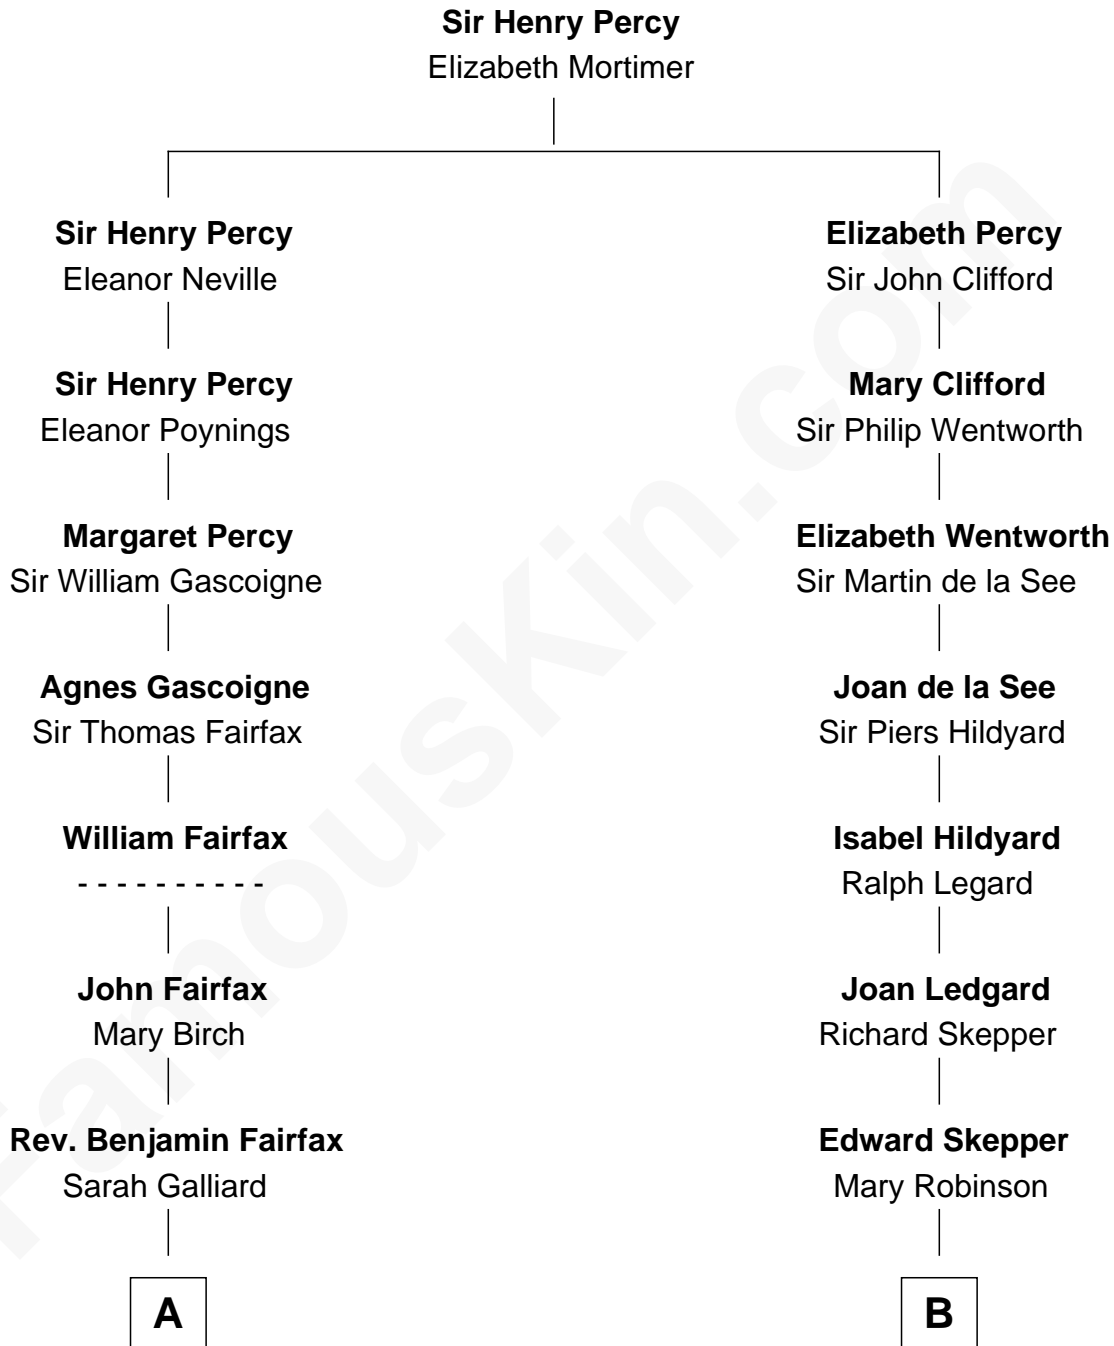 Sir Henry Percy
Elizabeth Mortimer
Sir Henry Percy
Eleanor Neville
Elizabeth Percy
Sir John Clifford
Sir Henry Percy
Eleanor Poynings
Mary Clifford
Sir Philip Wentworth
Margaret Percy
Sir William Gascoigne
Elizabeth Wentworth
Sir Martin de la See
Agnes Gascoigne
Sir Thomas Fairfax
Joan de la See
Sir Piers Hildyard
William Fairfax
- - - - - - - - - -
Isabel Hildyard
Ralph Legard
John Fairfax
Mary Birch
Joan Ledgard
Richard Skepper
Rev. Benjamin Fairfax
Sarah Galliard
Edward Skepper
Mary Robinson
A
B
FamousKin.com